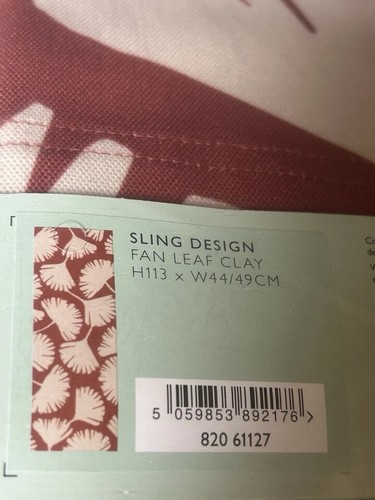 SLING DESIGN
FAN LEAF CLAY
H113 x W44/49CM
5 059853 892176 >
820 61127